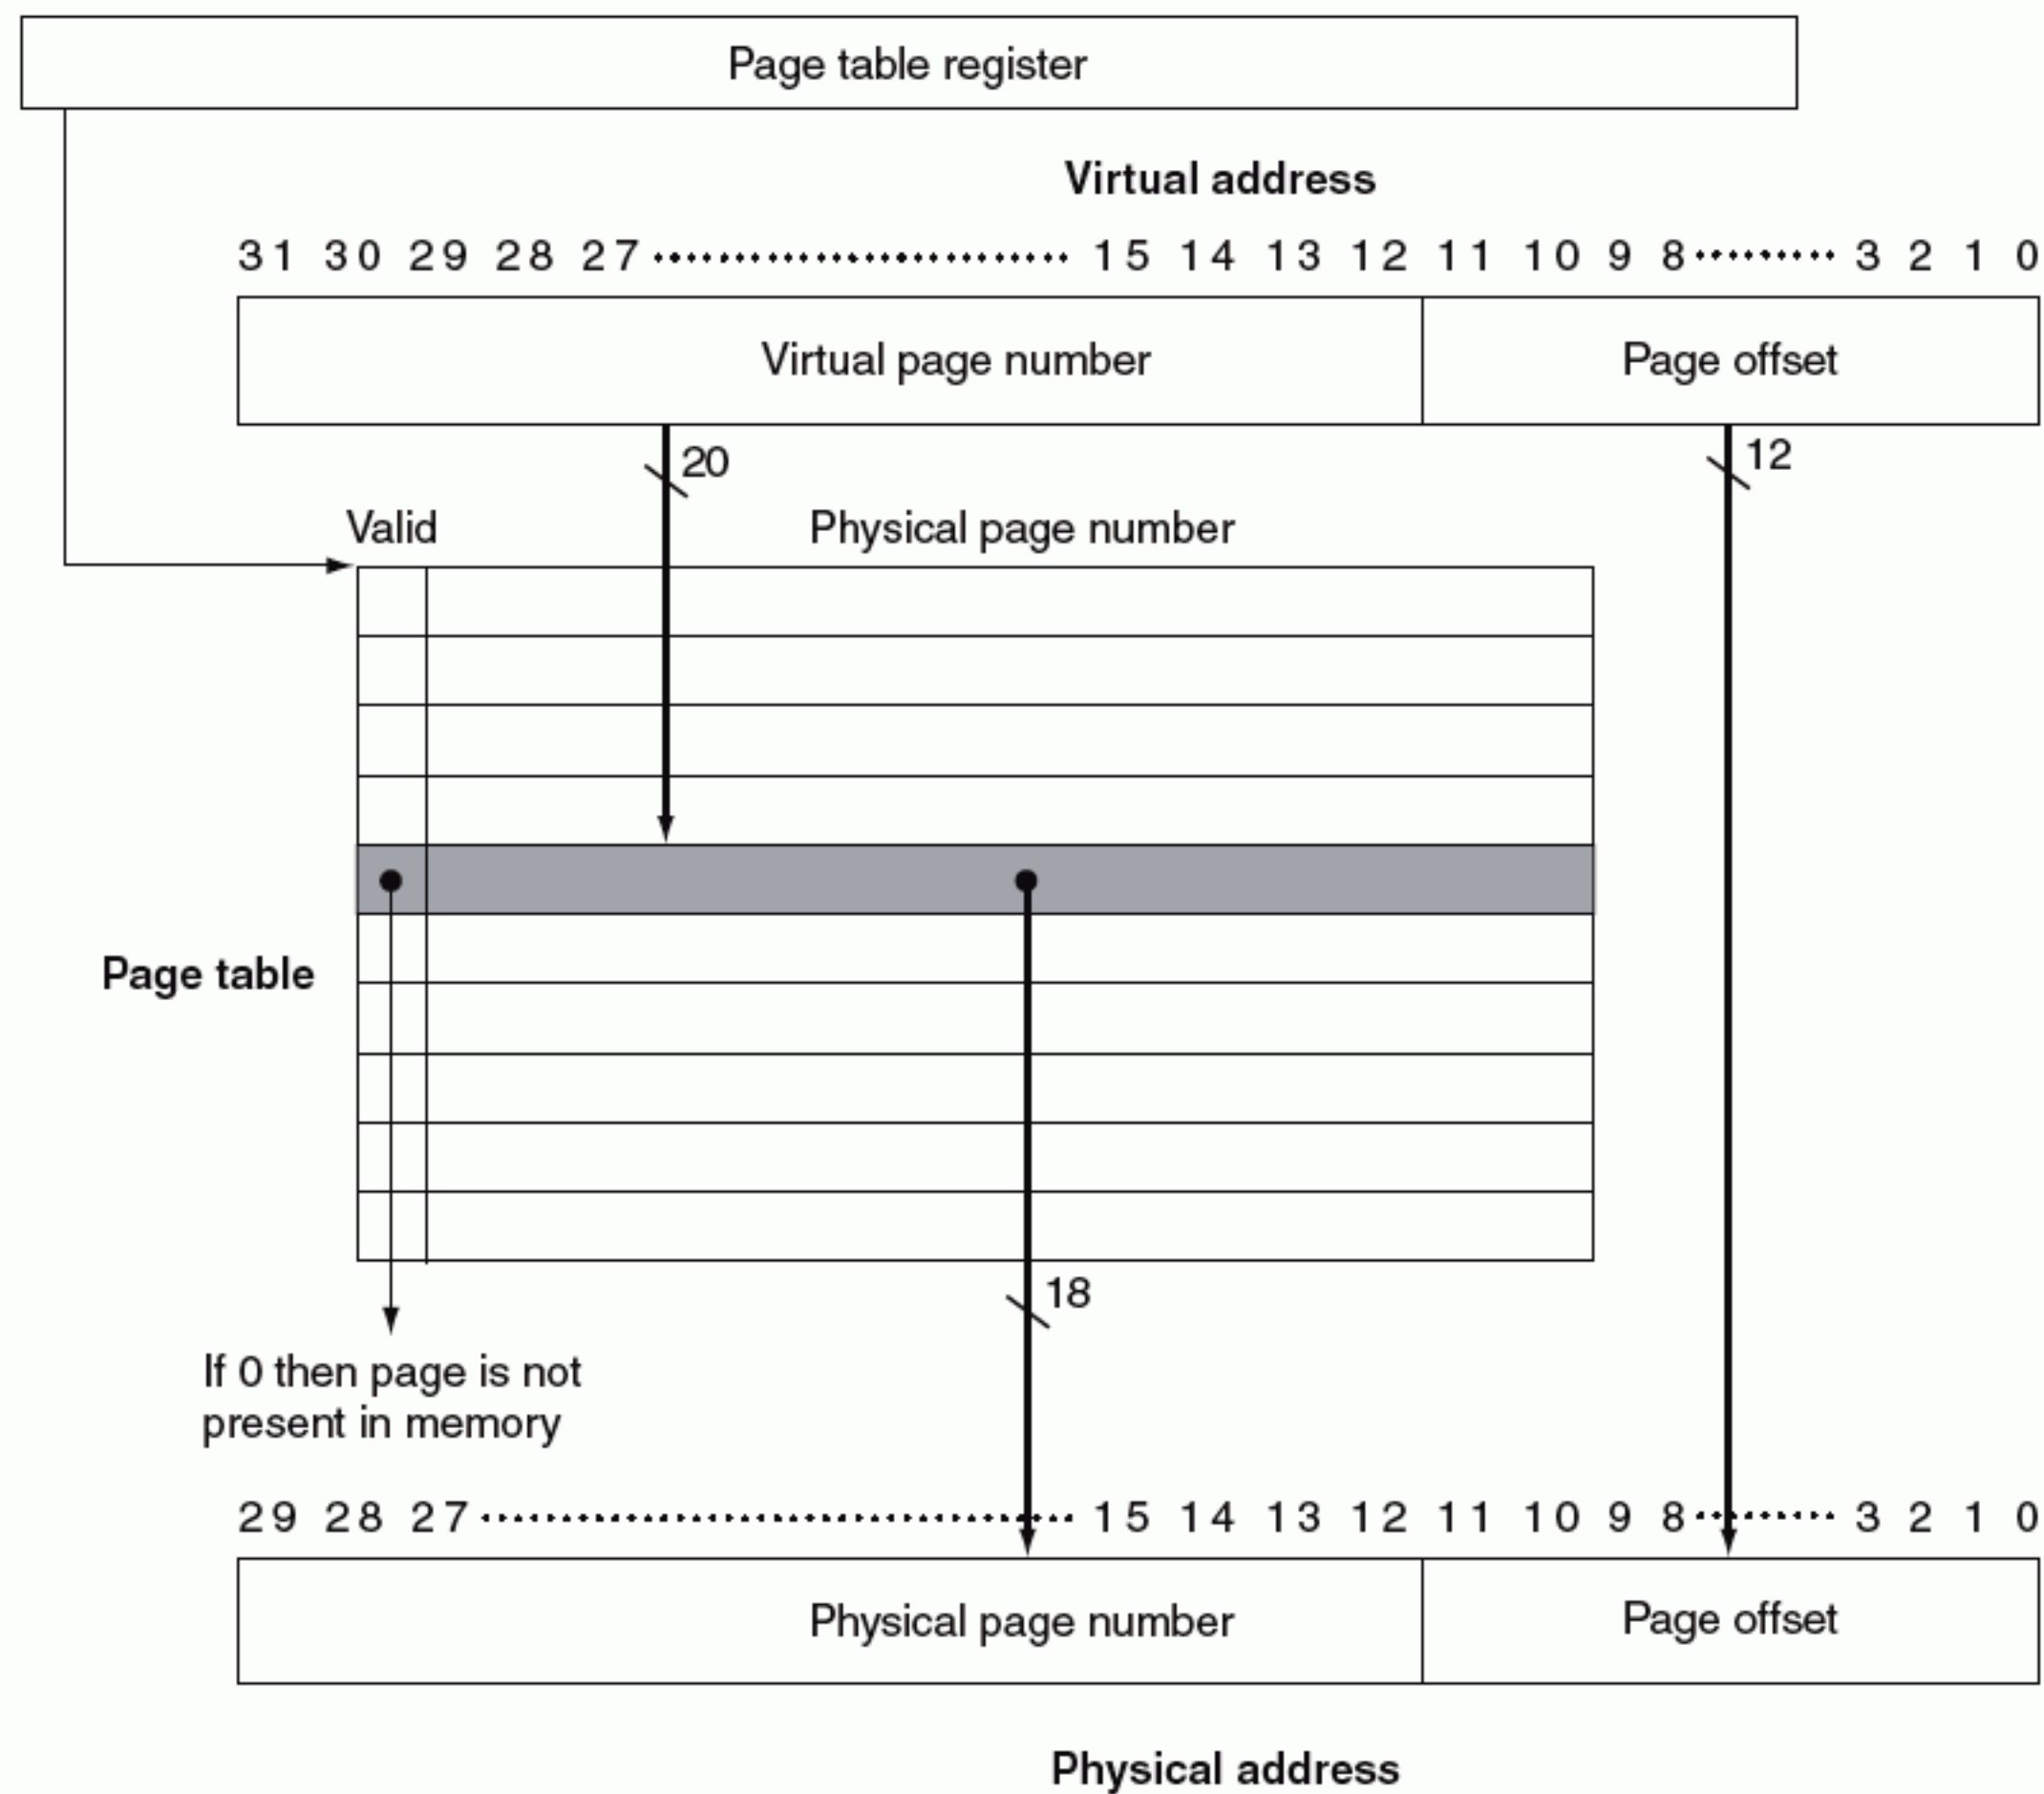 Page table register
Virtual address
31 30 29 28 27 ........................... 15 14 13 12 11 10 9 8 ......... 3 2 1 0
Virtual page number Page offset
20 12
Valid Physical page number
Page table
18
If 0 then page is not
present in memory
29 28 27 ........................... 15 14 13 12 11 10 9 8 ......... 3 2 1 0
Physical page number Page offset
Physical address